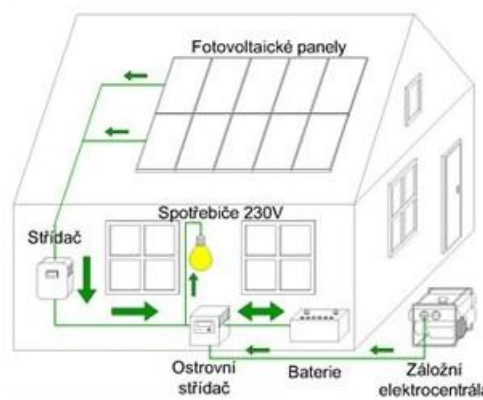 Fotovoltaické panely
Spotřebiče 230V
Střídač
Ostrovní
střídač
Baterie
Záložní
elektrocentrála